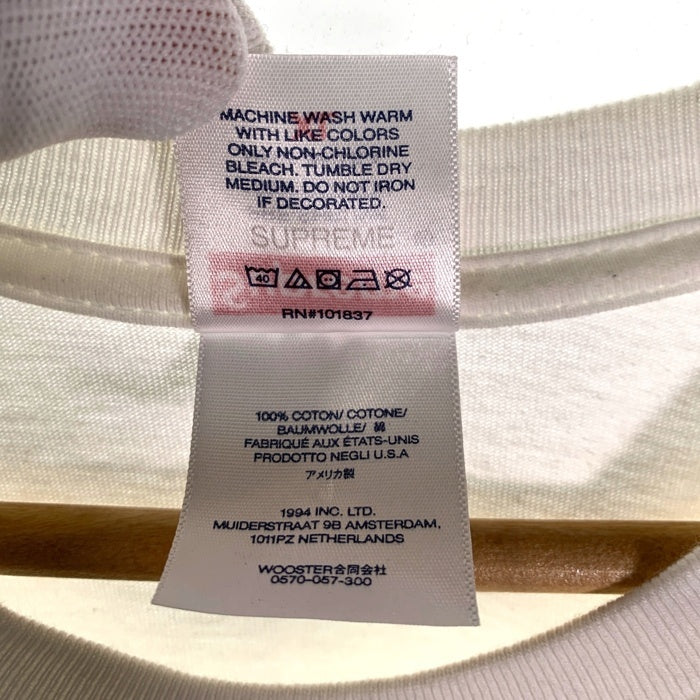 MACHINE WASH WARM
WITH LIKE COLORS
ONLY NON-CHLORINE
BLEACH. TUMBLE DRY
MEDIUM. DO NOT IRON
IF DECORATED.
SUPREME
40
RN#101837
100% COTON/ COTONE/
BAUMWOLLE/ 綿
FABRIQUÉ AUX ÉTATS-UNIS
PRODOTTO NEGLI U.S.A
アメリカ製
1994 INC. LTD.
MUIDERSTRAAT 9B AMSTERDAM,
1011PZ NETHERLANDS
WOOSTER合同会社
0570-057-300